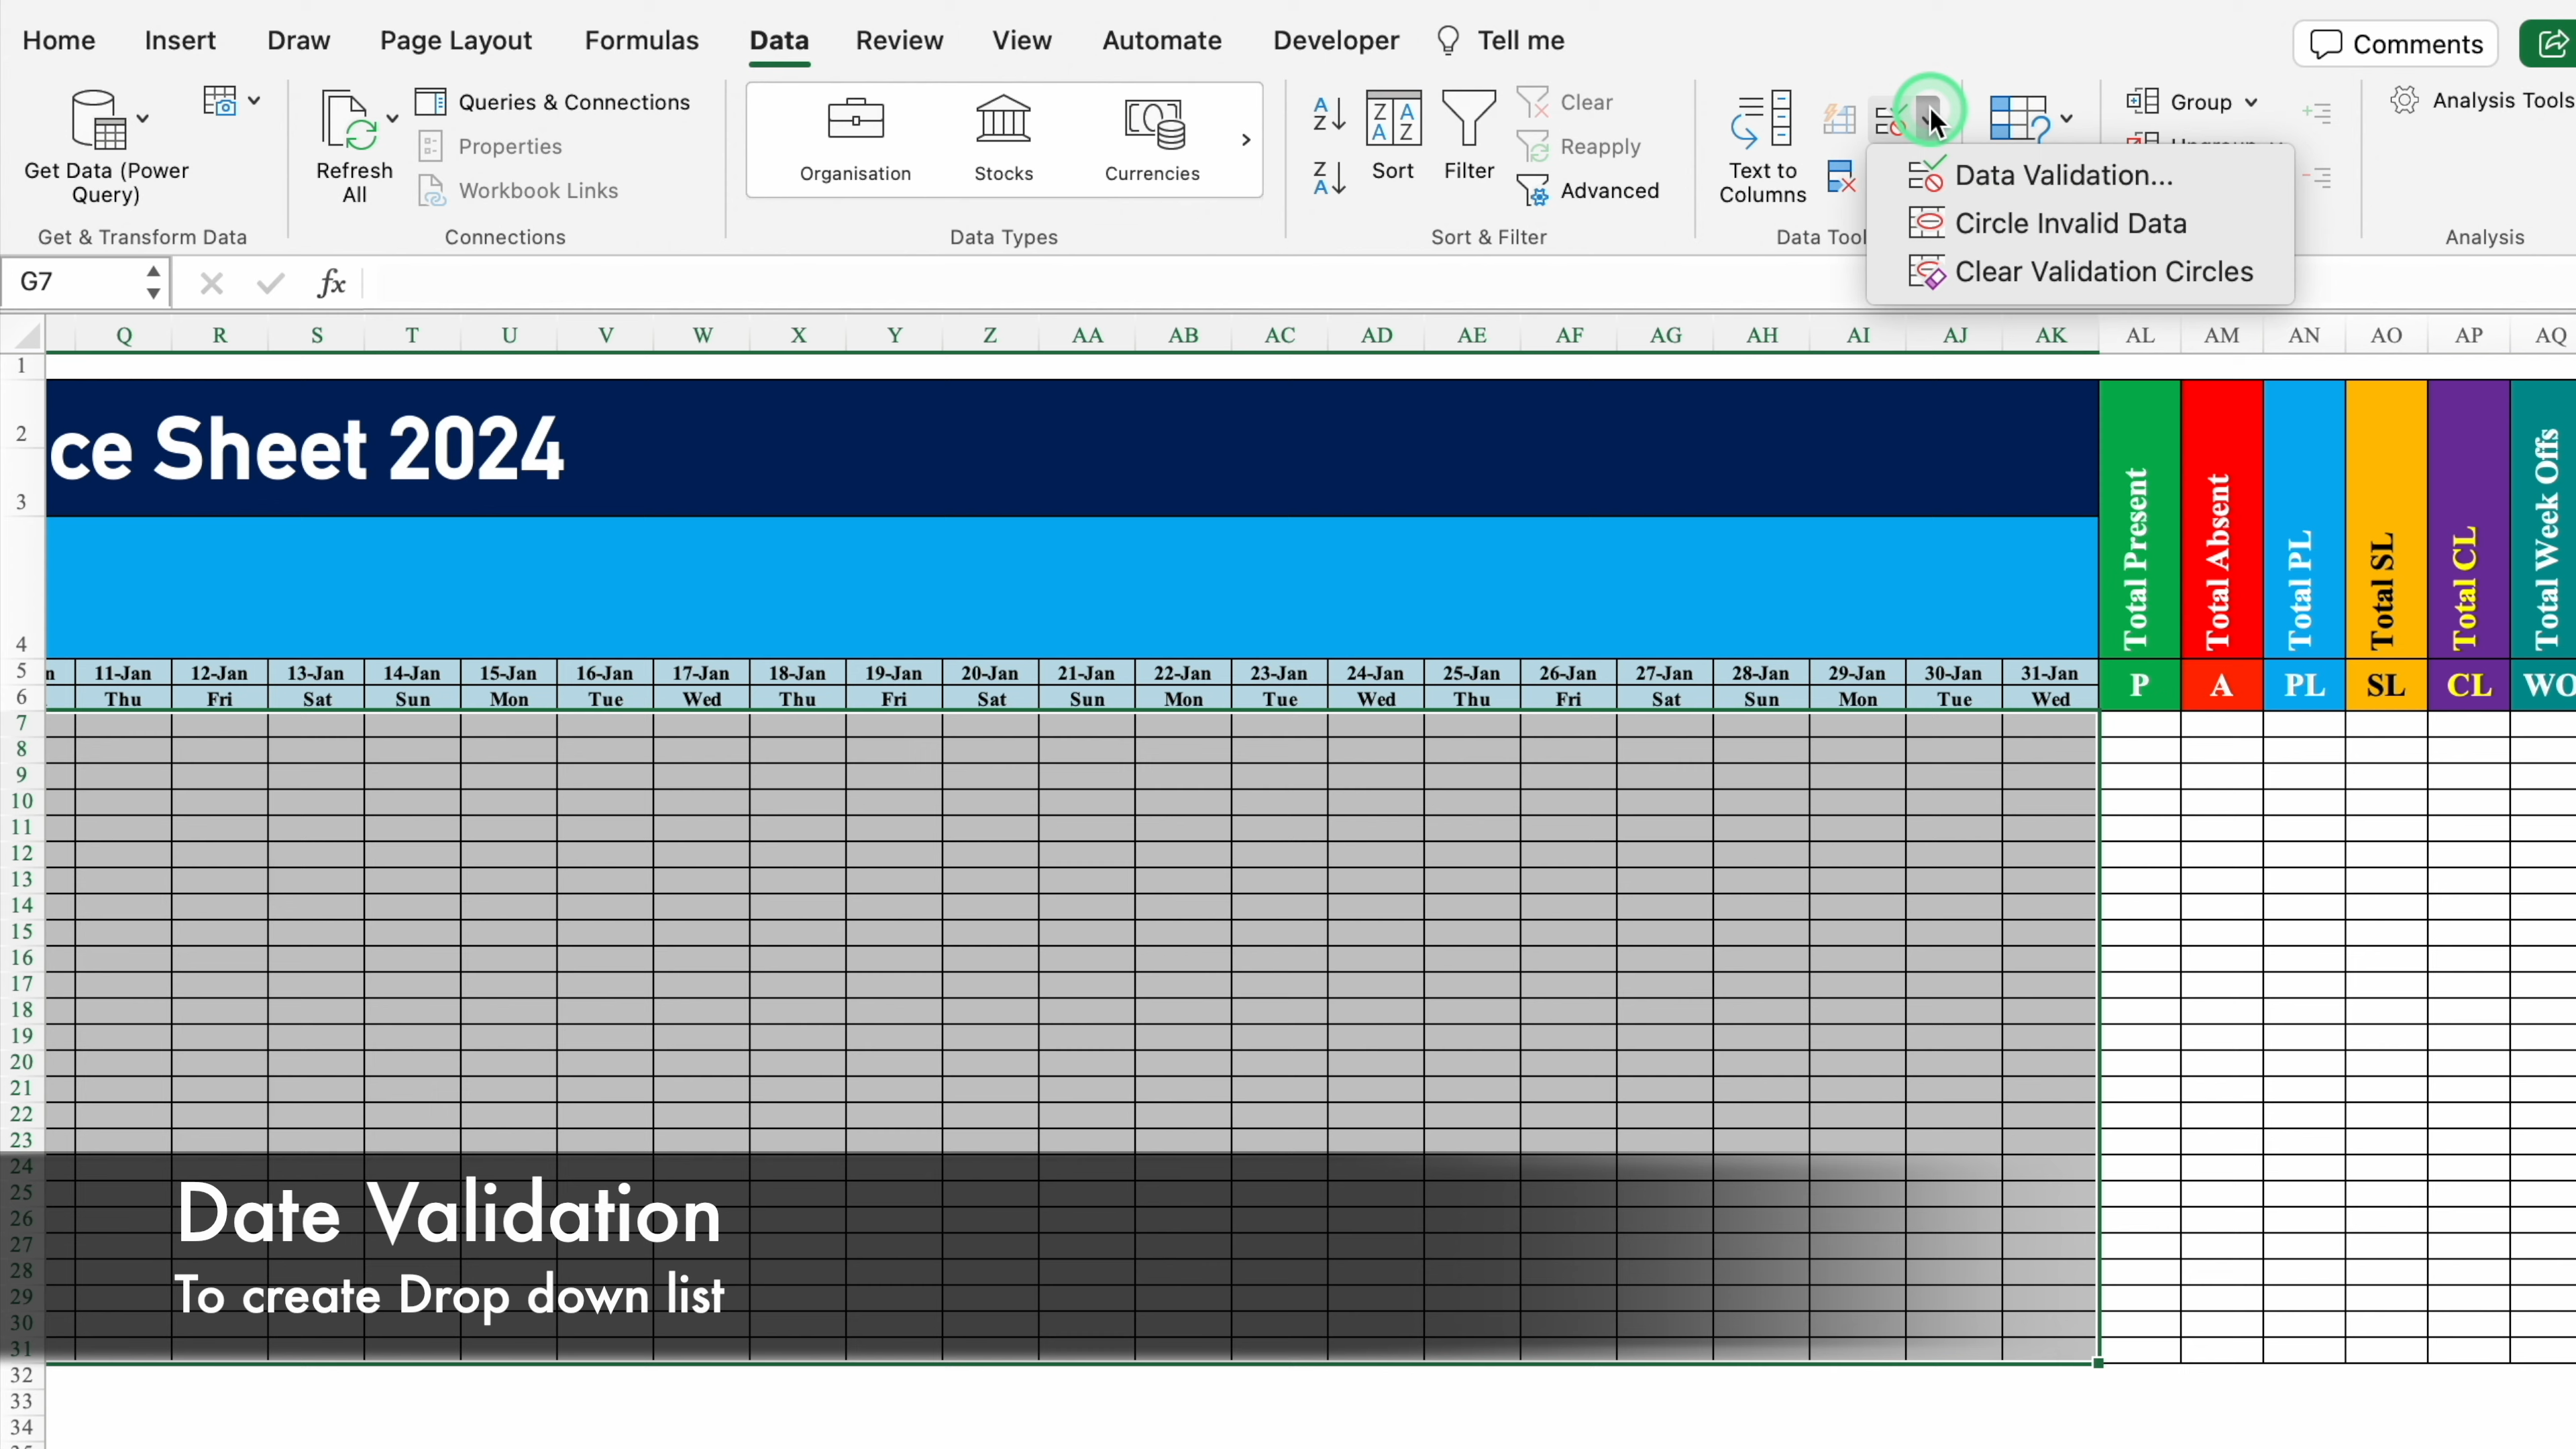 Home Insert Draw Page Layout Formulas Data Review View Automate Developer Tell me Comments
Get Data (Power Query)
Get & Transform Data
Refresh All
Queries & Connections
Properties
Workbook Links
Connections
Organisation Stocks Currencies
Data Types
Sort Filter
Clear
Reapply
Advanced
Sort & Filter
Text to Columns
Data Tool
Data Validation...
Circle Invalid Data
Clear Validation Circles
Group
Analysis Tools
Analysis
G7 fx
Q R S T U V W X Y Z AA AB AC AD AE AF AG AH AI AJ AK AL AM AN AO AP AQ
1
2
3
4
ce Sheet 2024
Total Present
Total Absent
Total PL
Total SL
Total CL
Total Week Offs
5 n 11-Jan 12-Jan 13-Jan 14-Jan 15-Jan 16-Jan 17-Jan 18-Jan 19-Jan 20-Jan 21-Jan 22-Jan 23-Jan 24-Jan 25-Jan 26-Jan 27-Jan 28-Jan 29-Jan 30-Jan 31-Jan
6 Thu Fri Sat Sun Mon Tue Wed Thu Fri Sat Sun Mon Tue Wed Thu Fri Sat Sun Mon Tue Wed
P A PL SL CL WO
7
8
9
10
11
12
13
14
15
16
17
18
19
20
21
22
23
24
25
26
27
28
29
30
31
32
33
34
Date Validation
To create Drop down list